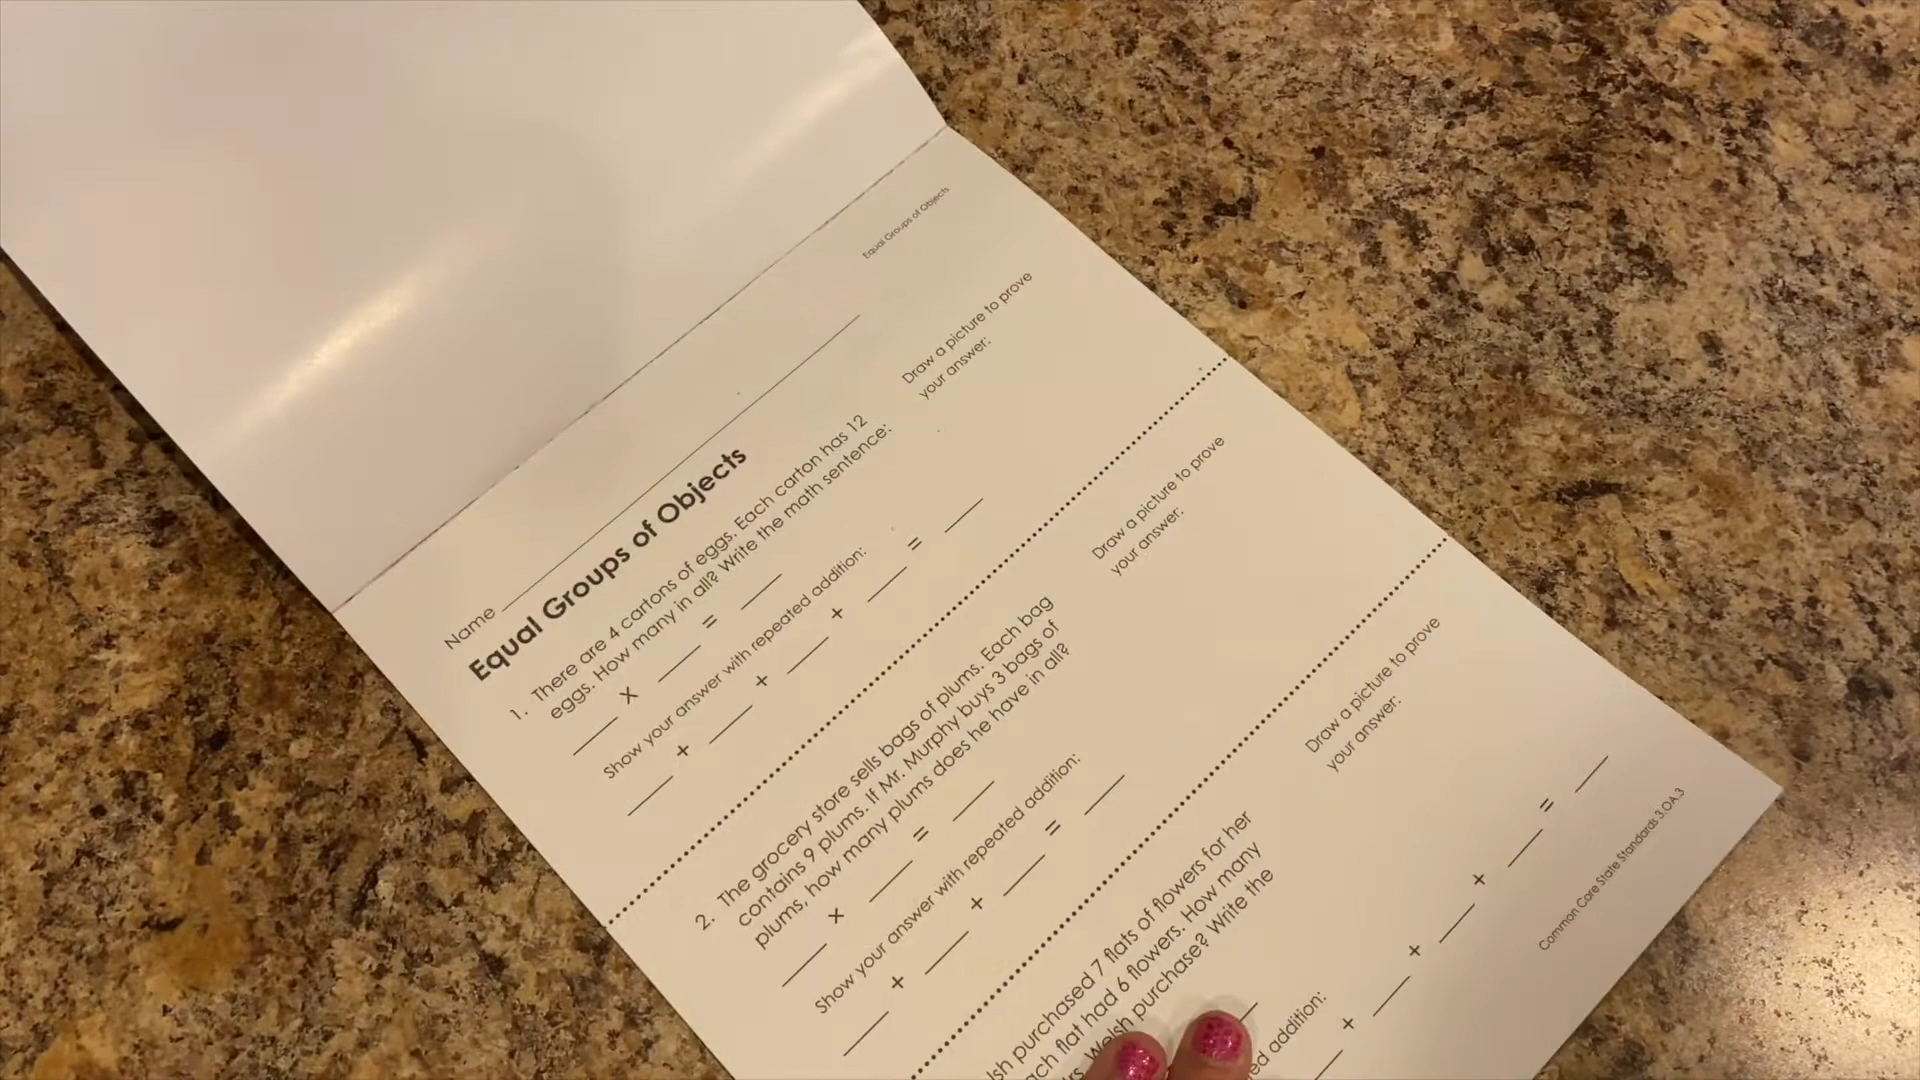 Equal Groups of Objects
Name
Equal Groups of Objects
1. There are 4 cartons of eggs. Each carton has 12
eggs. How many in all? Write the math sentence:
___ x ___ = ___
Show your answer with repeated addition:
___ + ___ + ___ + ___ = ___
Draw a picture to prove
your answer:
2. The grocery store sells bags of plums. Each bag
contains 9 plums. If Mr. Murphy buys 3 bags of
plums, how many plums does he have in all?
___ x ___ = ___
Show your answer with repeated addition:
___ + ___ + ___ = ___
Draw a picture to prove
your answer:
purchased 7 flats of flowers for her
flat had 6 flowers. How many
Welsh purchase? Write the
addition:
+ ___ + ___ + ___ = ___
Draw a picture to prove
your answer:
Common Core State Standards 3.OA.3